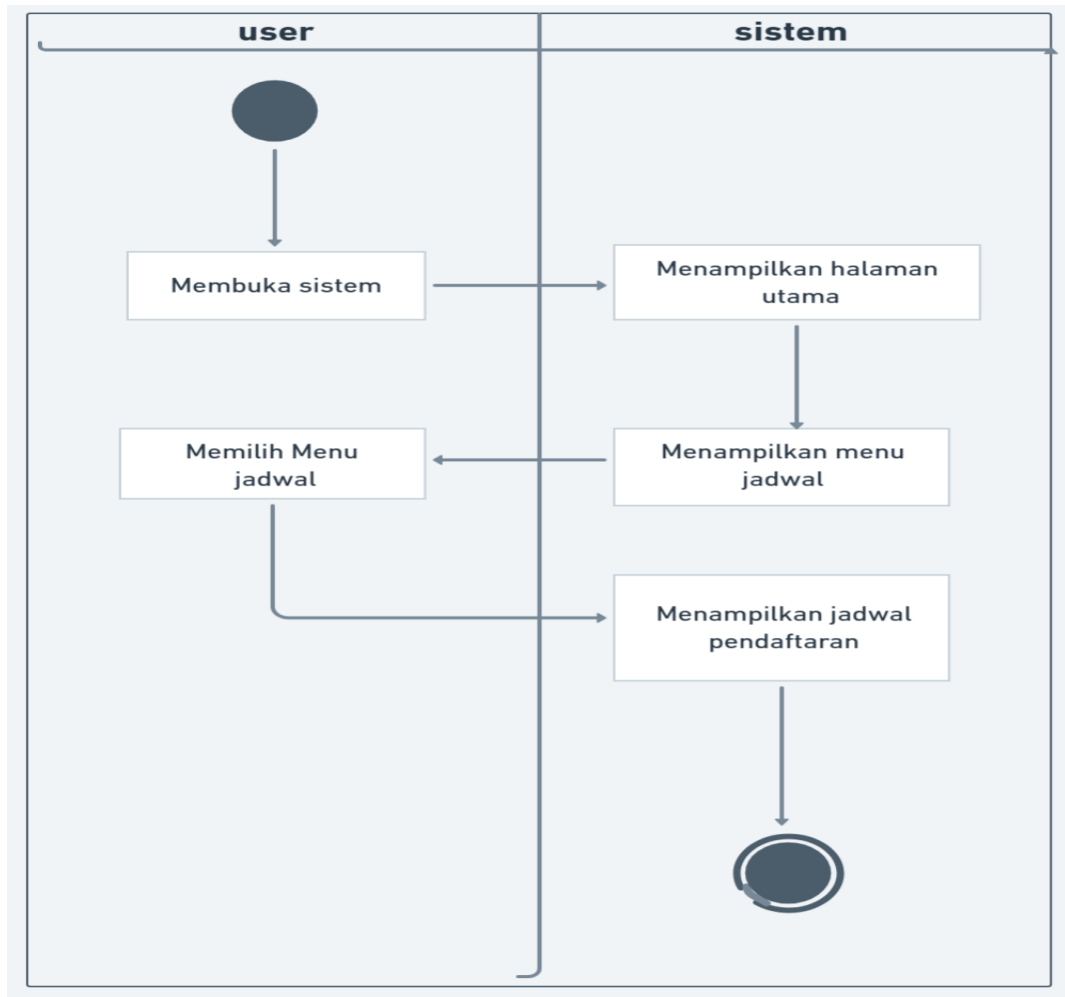 user
sistem
Membuka sistem
Menampilkan halaman
utama
Memilih Menu
jadwal
Menampilkan menu
jadwal
Menampilkan jadwal
pendaftaran